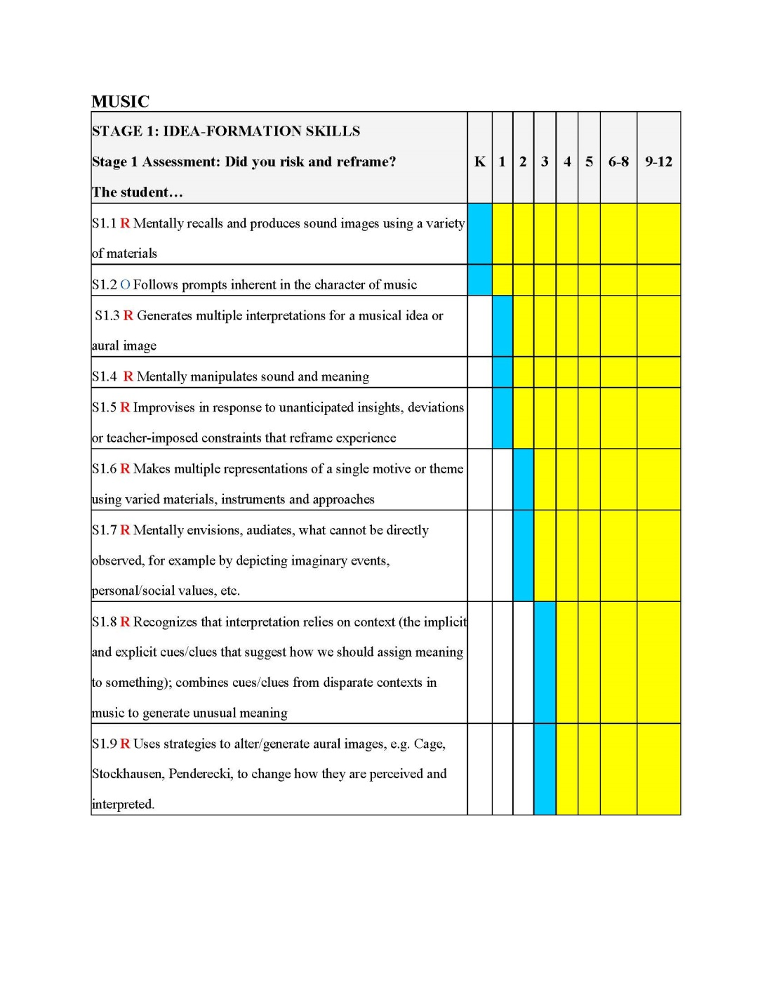 MUSIC
STAGE 1: IDEA-FORMATION SKILLS
Stage 1 Assessment: Did you risk and reframe?
The student…
K 1 2 3 4 5 6-8 9-12
S1.1 R Mentally recalls and produces sound images using a variety
of materials
S1.2 O Follows prompts inherent in the character of music
S1.3 R Generates multiple interpretations for a musical idea or
aural image
S1.4 R Mentally manipulates sound and meaning
S1.5 R Improvises in response to unanticipated insights, deviations
or teacher-imposed constraints that reframe experience
S1.6 R Makes multiple representations of a single motive or theme
using varied materials, instruments and approaches
S1.7 R Mentally envisions, audiates, what cannot be directly
observed, for example by depicting imaginary events,
personal/social values, etc.
S1.8 R Recognizes that interpretation relies on context (the implicit
and explicit cues/clues that suggest how we should assign meaning
to something); combines cues/clues from disparate contexts in
music to generate unusual meaning
S1.9 R Uses strategies to alter/generate aural images, e.g. Cage,
Stockhausen, Penderecki, to change how they are perceived and
interpreted.